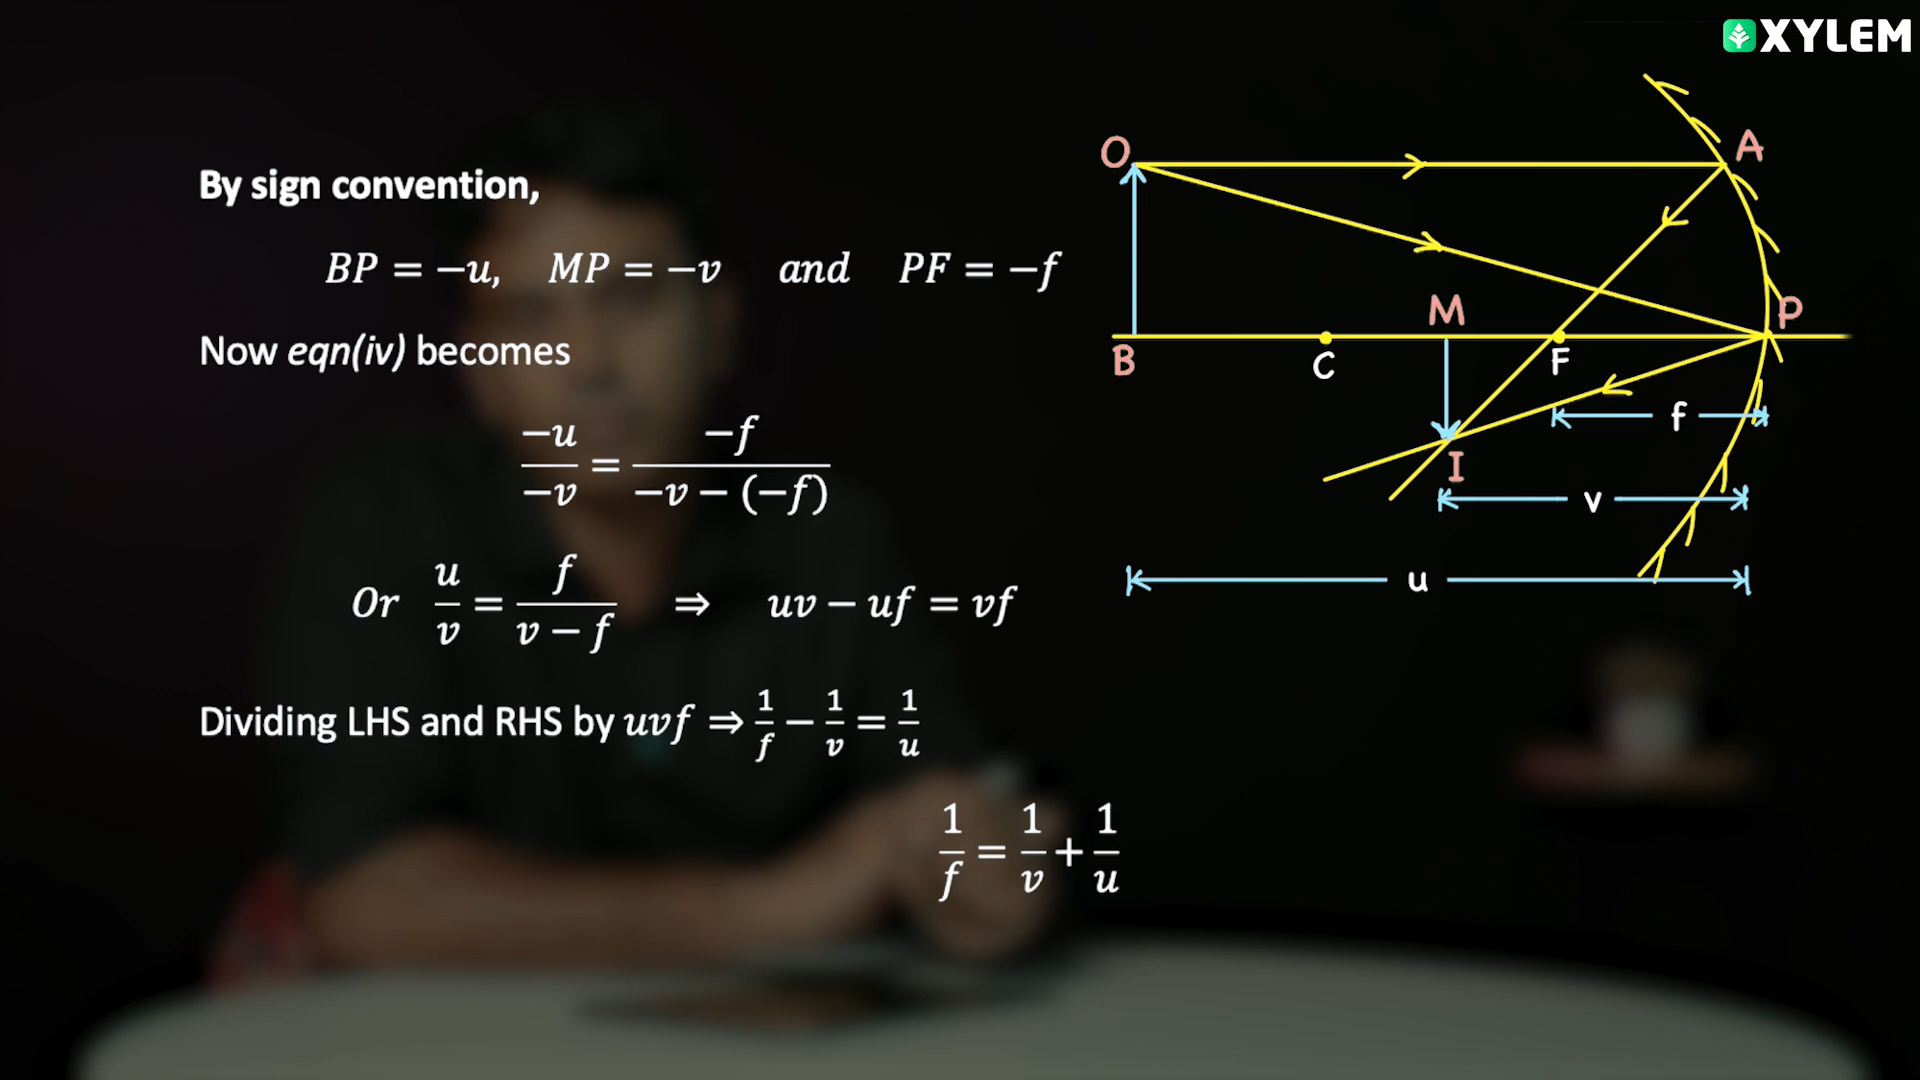 XYLEM
By sign convention,
BP = −u, MP = −v and PF = −f
Now eqn(iv) becomes
−u/−v = −f/−v − (−f)
Or u/v = f/v − f ⇒ uv − uf = vf
Dividing LHS and RHS by uvf ⇒ 1/f − 1/v = 1/u
1/f = 1/v + 1/u
O
A
M
P
B
C
F
f
I
v
u